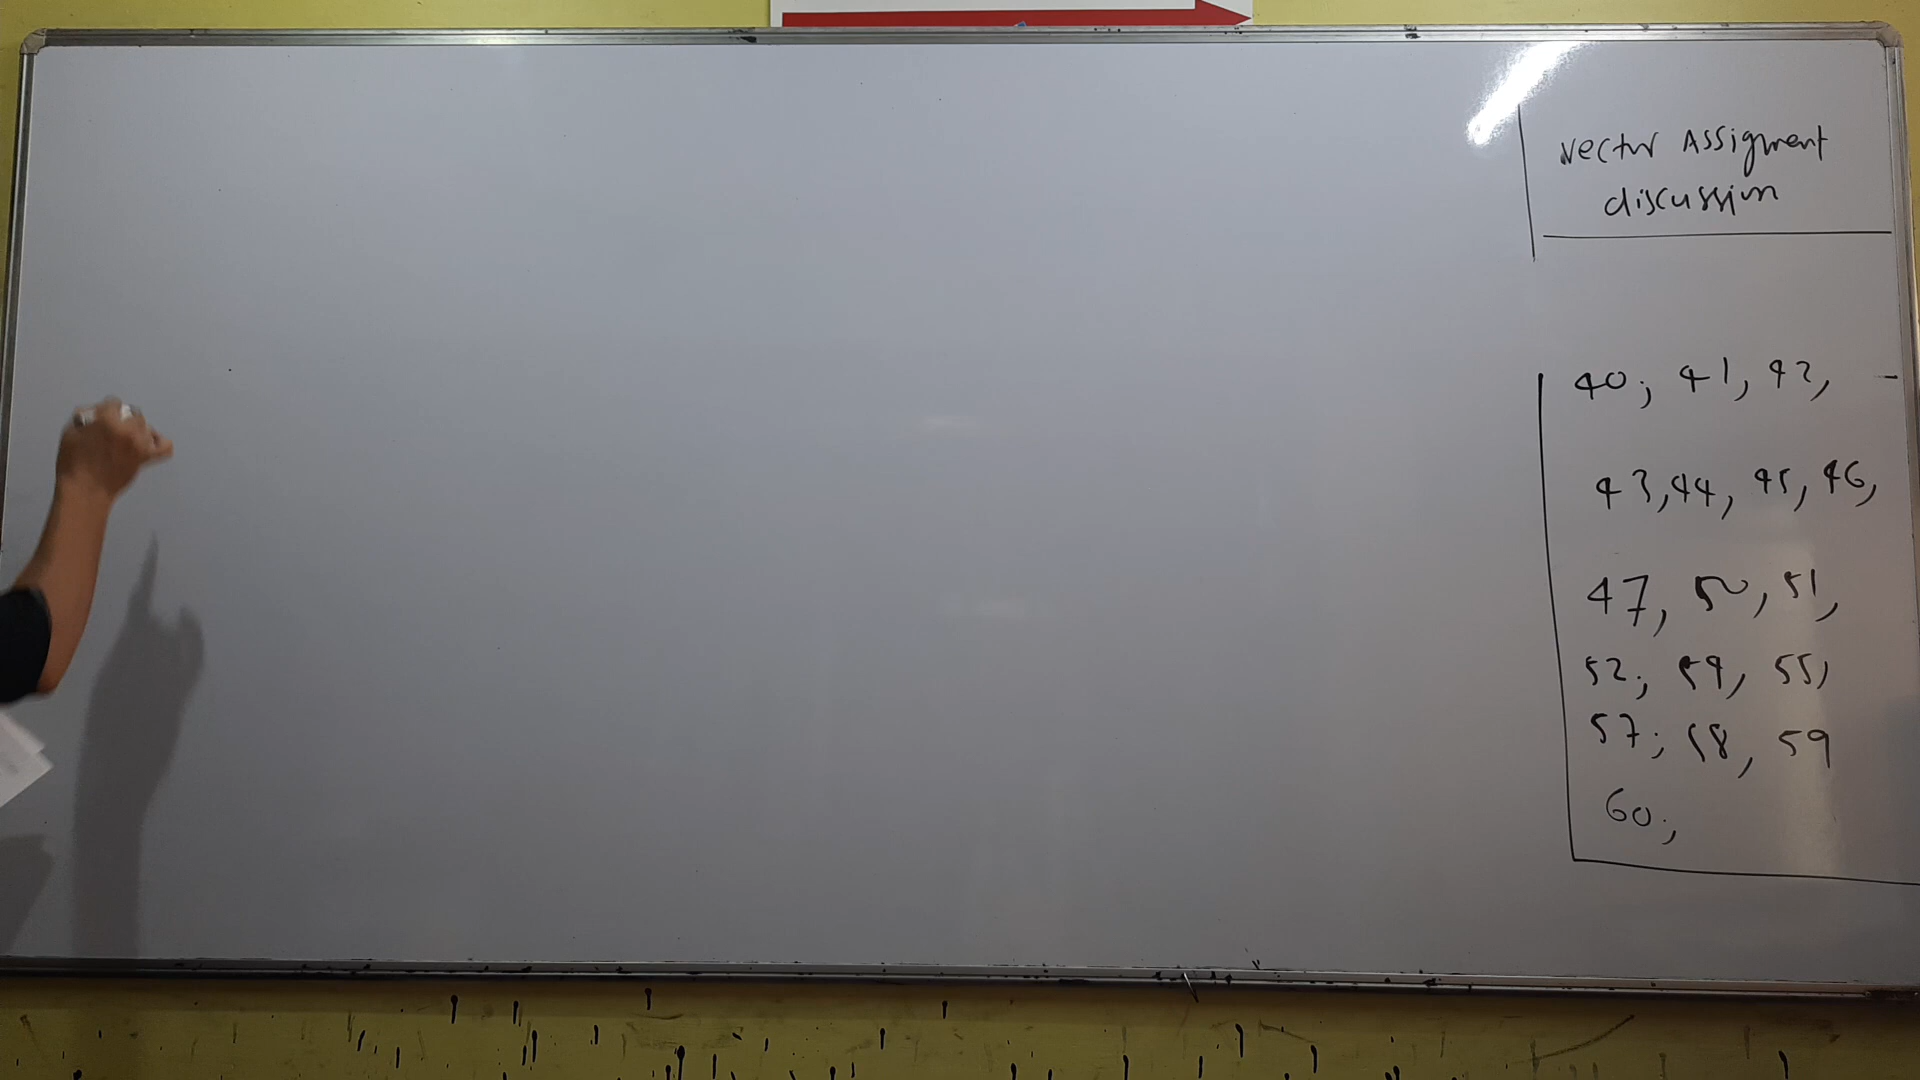 Vector Assigment
discussion
40; 41, 42,
43, 44, 45, 46,
47, 50, 51,
52; 54, 55,
57; 58, 59
60;